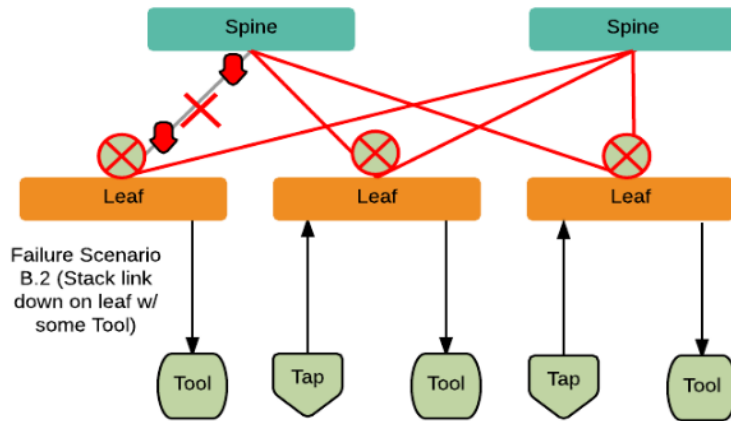 Spine
Spine
Leaf
Leaf
Leaf
Failure Scenario
B.2 (Stack link
down on leaf w/
some Tool)
Tool
Tap
Tool
Tap
Tool